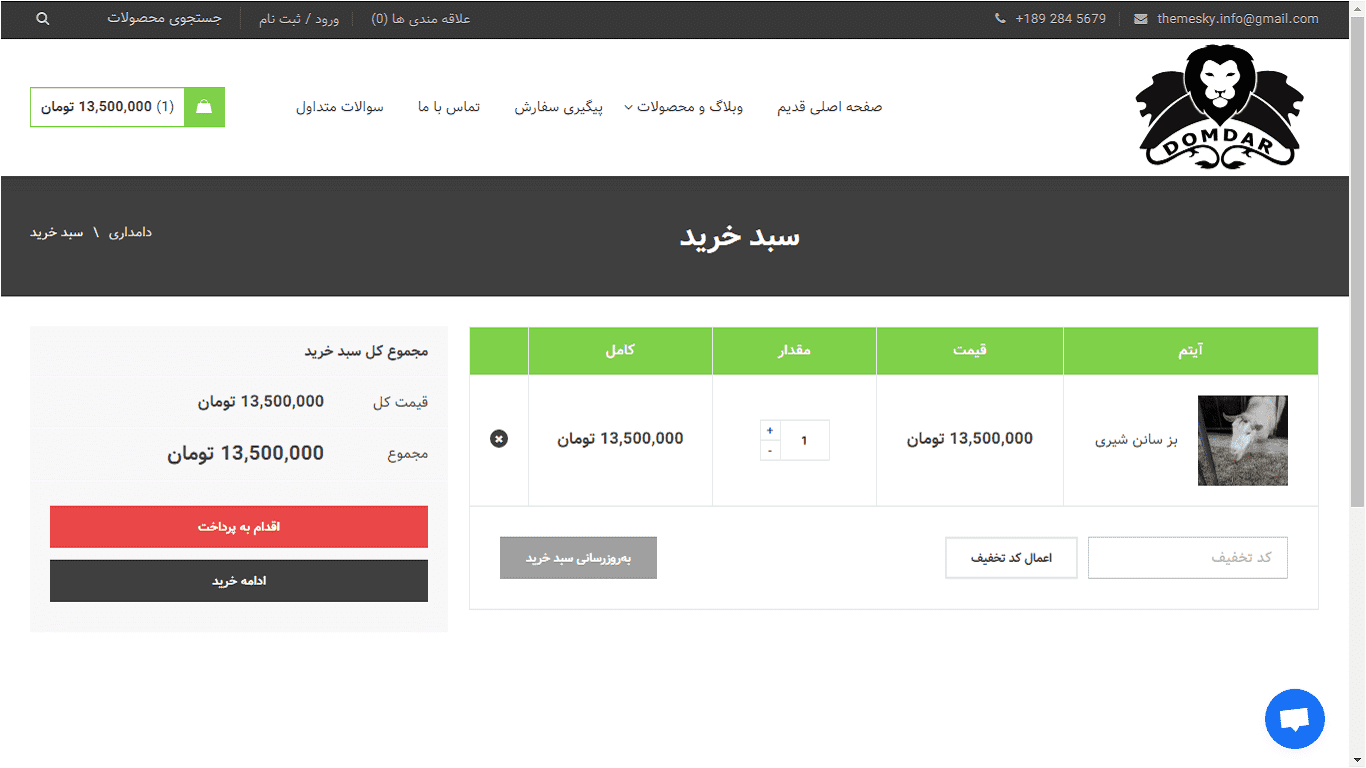 themesky.info@gmail.com
+189 284 5679
علاقه مندی ها (0)
ورود / ثبت نام
جستجوی محصولات
DOMDAR
صفحه اصلی قدیم
وبلاگ و محصولات
پیگیری سفارش
تماس با ما
سوالات متداول
(1) 13,500,000 تومان
سبد خرید
دامداری \ سبد خرید
آیتم
قیمت
مقدار
کامل
بز سانن شیری
13,500,000 تومان
1
+
-
13,500,000 تومان
کد تخفیف
اعمال کد تخفیف
به‌روزرسانی سبد خرید
مجموع کل سبد خرید
قیمت کل 13,500,000 تومان
مجموع 13,500,000 تومان
اقدام به پرداخت
ادامه خرید